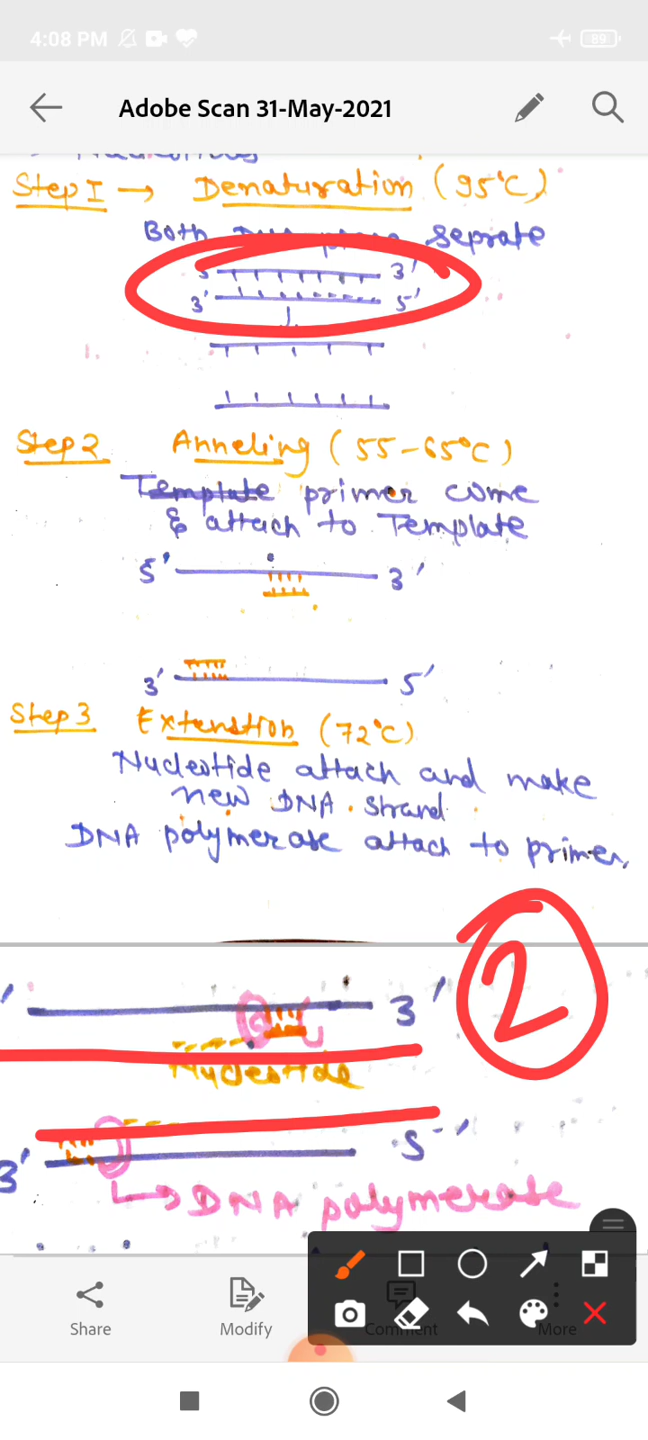 4:08 PM
89
Adobe Scan 31-May-2021
Step I → Denaturation (95°C)
Both seprate
3'
3' 5'
Step 2 Anneling (55-65°C)
Template primer come
& attach to Template
5' 3'
3' 5'
Step 3 Extenstion (72°C)
Nucleotide attach and make
new DNA strand
DNA polymerase attach to primer,
2
3'
Nucleotide
3' 5'
DNA polymerase
Share
Modify
Comment
More